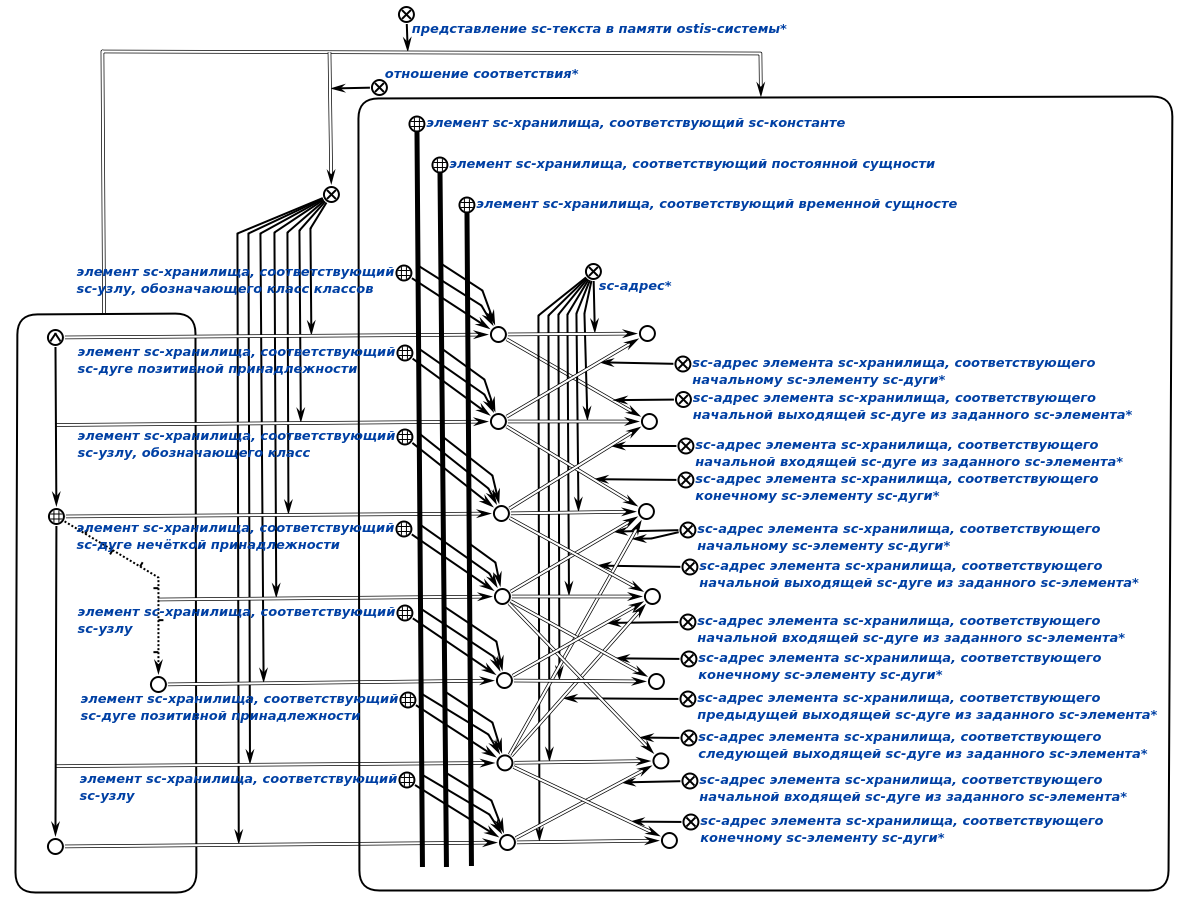 представление sc-текста в памяти ostis-системы*
отношение соответствия*
элемент sc-хранилища, соответствующий sc-константе
элемент sc-хранилища, соответствующий постоянной сущности
элемент sc-хранилища, соответствующий временной сущносте
элемент sc-хранилища, соответствующий
sc-узлу, обозначающего класс классов
sc-адрес*
элемент sc-хранилища, соответствующий
sc-дуге позитивной принадлежности
sc-адрес элемента sc-хранилища, соответствующего
начальному sc-элементу sc-дуги*
sc-адрес элемента sc-хранилища, соответствующего
начальной выходящей sc-дуге из заданного sc-элемента*
элемент sc-хранилища, соответствующий
sc-узлу, обозначающего класс
sc-адрес элемента sc-хранилища, соответствующего
начальной входящей sc-дуге из заданного sc-элемента*
sc-адрес элемента sc-хранилища, соответствующего
конечному sc-элементу sc-дуги*
элемент sc-хранилища, соответствующий
sc-дуге нечёткой принадлежности
sc-адрес элемента sc-хранилища, соответствующего
начальному sc-элементу sc-дуги*
sc-адрес элемента sc-хранилища, соответствующего
начальной выходящей sc-дуге из заданного sc-элемента*
элемент sc-хранилища, соответствующий
sc-узлу
sc-адрес элемента sc-хранилища, соответствующего
начальной входящей sc-дуге из заданного sc-элемента*
sc-адрес элемента sc-хранилища, соответствующего
конечному sc-элементу sc-дуги*
элемент sc-хранилища, соответствующий
sc-дуге позитивной принадлежности
sc-адрес элемента sc-хранилища, соответствующего
предыдущей выходящей sc-дуге из заданного sc-элемента*
sc-адрес элемента sc-хранилища, соответствующего
следующей выходящей sc-дуге из заданного sc-элемента*
элемент sc-хранилища, соответствующий
sc-узлу
sc-адрес элемента sc-хранилища, соответствующего
начальной входящей sc-дуге из заданного sc-элемента*
sc-адрес элемента sc-хранилища, соответствующего
конечному sc-элементу sc-дуги*